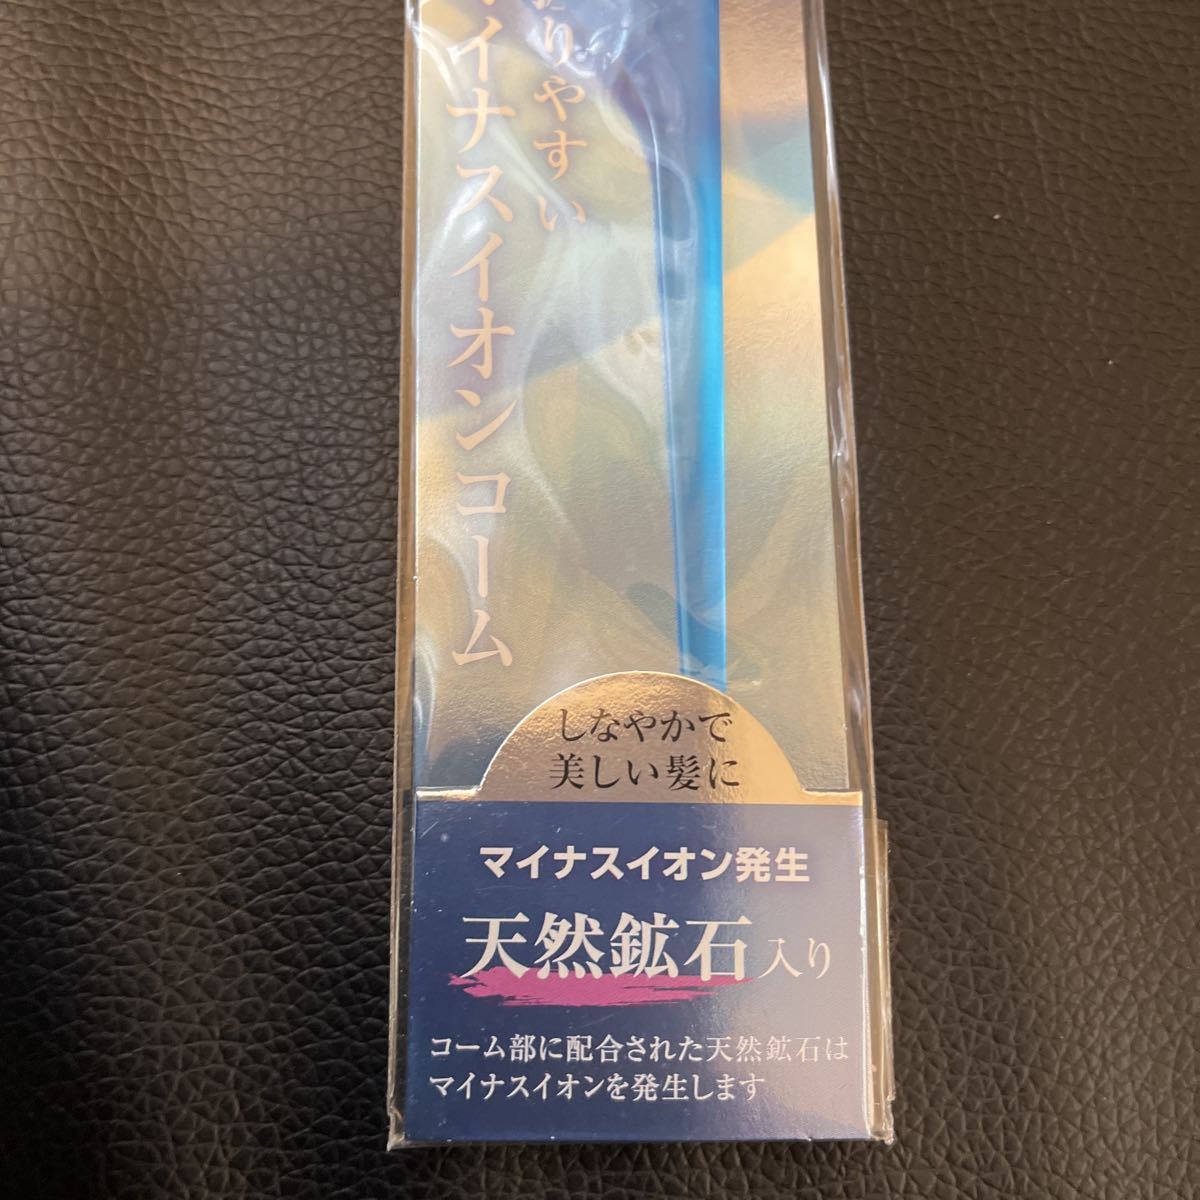 りやすい
マイナスイオンコーム
しなやかで
美しい髪に
マイナスイオン発生
天然鉱石入り
コーム部に配合された天然鉱石は
マイナスイオンを発生します